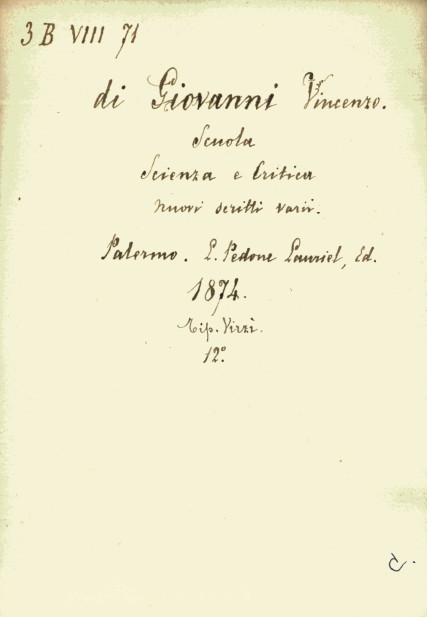 3 B VIII 71
di Giovanni Vincenzo.
Scuola
Scienza e Critica
Nuovi scritti varii.
Palermo. L. Pedone Lauriel, Ed.
1874.
Tip. Virzì.
12°
C.